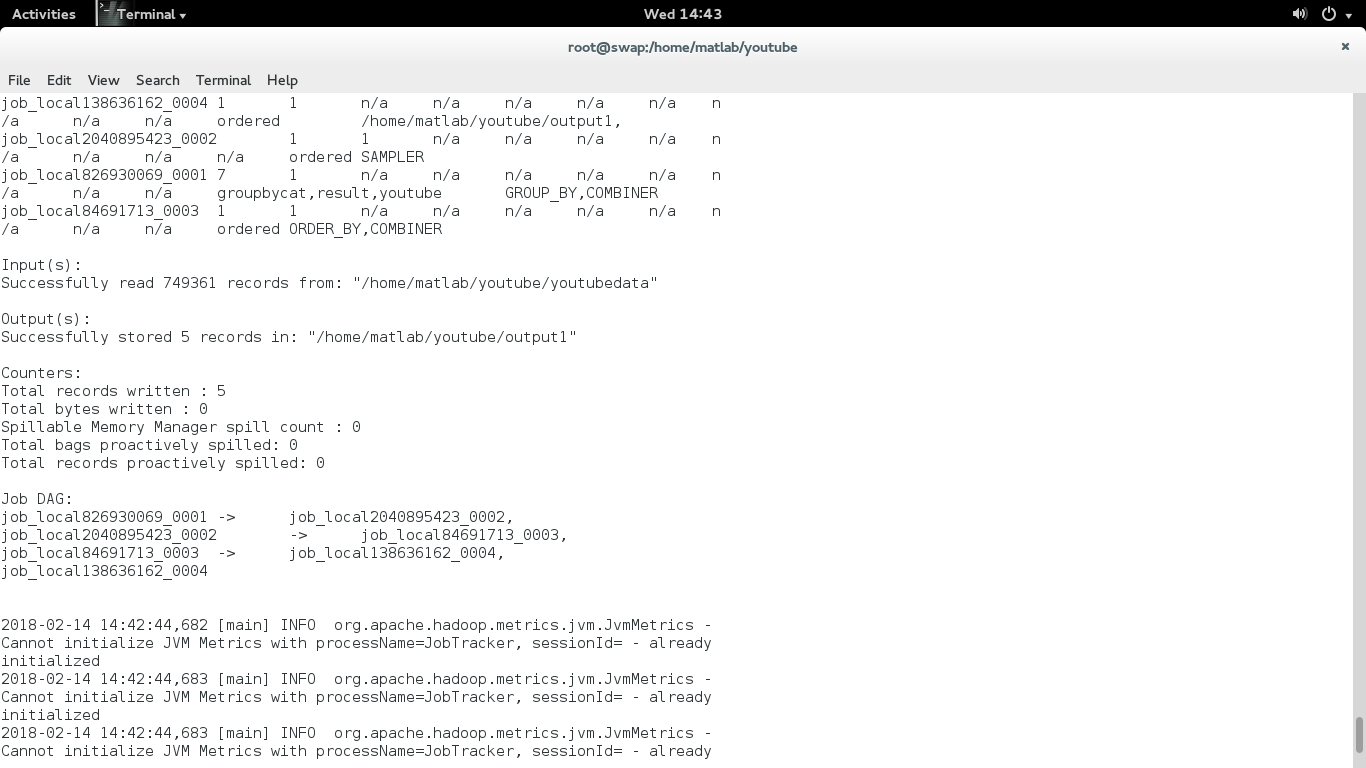 Activities Terminal Wed 14:43
root@swap:/home/matlab/youtube ×
File Edit View Search Terminal Help
job_local138636162_0004 1 1 n/a n/a n/a n/a n/a n
/a n/a n/a ordered /home/matlab/youtube/output1,
job_local2040895423_0002 1 1 n/a n/a n/a n/a n
/a n/a n/a n/a ordered SAMPLER
job_local826930069_0001 7 1 n/a n/a n/a n/a n/a n
/a n/a n/a groupbycat,result,youtube GROUP_BY,COMBINER
job_local84691713_0003 1 1 n/a n/a n/a n/a n/a n
/a n/a n/a ordered ORDER_BY,COMBINER
Input(s):
Successfully read 749361 records from: "/home/matlab/youtube/youtubedata"
Output(s):
Successfully stored 5 records in: "/home/matlab/youtube/output1"
Counters:
Total records written : 5
Total bytes written : 0
Spillable Memory Manager spill count : 0
Total bags proactively spilled: 0
Total records proactively spilled: 0
Job DAG:
job_local826930069_0001 -> job_local2040895423_0002,
job_local2040895423_0002 -> job_local84691713_0003,
job_local84691713_0003 -> job_local138636162_0004,
job_local138636162_0004
2018-02-14 14:42:44,682 [main] INFO org.apache.hadoop.metrics.jvm.JvmMetrics -
Cannot initialize JVM Metrics with processName=JobTracker, sessionId= - already
initialized
2018-02-14 14:42:44,683 [main] INFO org.apache.hadoop.metrics.jvm.JvmMetrics -
Cannot initialize JVM Metrics with processName=JobTracker, sessionId= - already
initialized
2018-02-14 14:42:44,683 [main] INFO org.apache.hadoop.metrics.jvm.JvmMetrics -
Cannot initialize JVM Metrics with processName=JobTracker, sessionId= - already